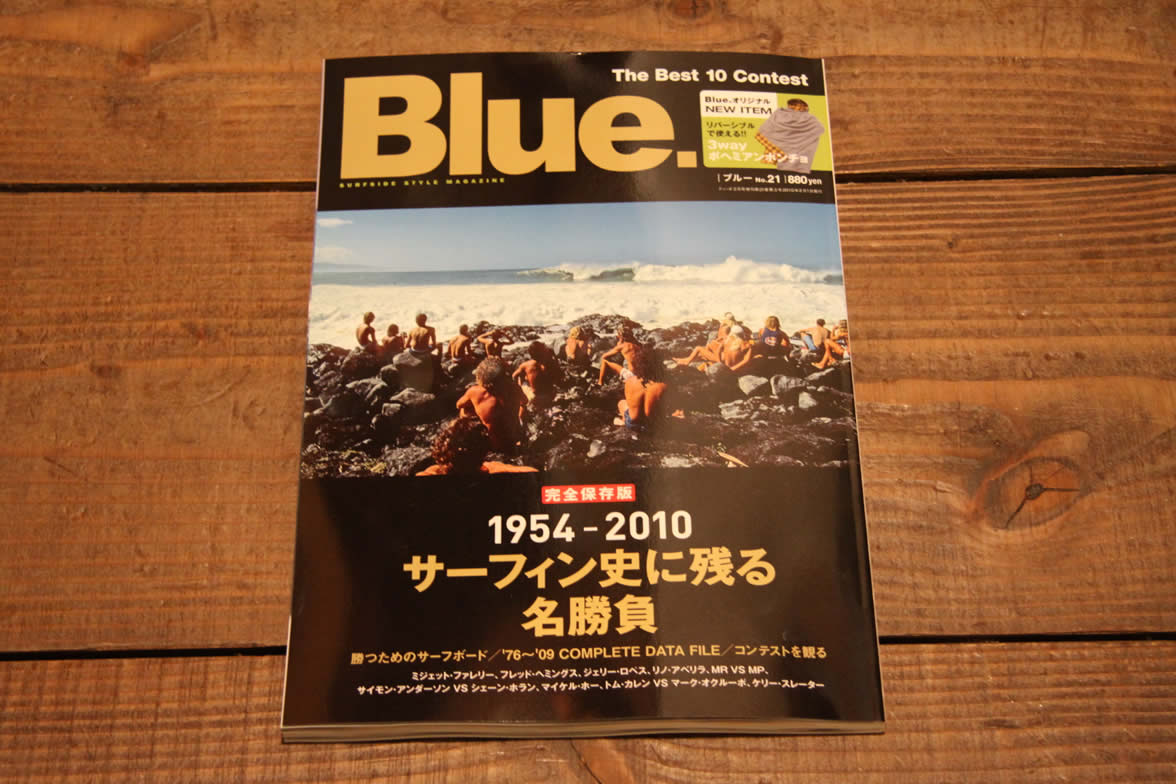 The Best 10 Contest
Blue.
SURFSIDE STYLE MAGAZINE
Blue.オリジナル
NEW ITEM
リバーシブル
で使える!!
3way
ボヘミアンポンチョ
ブルー No.21 880yen
完全保存版
1954-2010
サーフィン史に残る
名勝負
勝つためのサーフボード／'76〜'09 COMPLETE DATA FILE／コンテストを観る
ミジェット・ファレリー、フレッド・ヘミングス、ジェリー・ロペス、リノ・アベリラ、MR VS MP、
サイモン・アンダーソン VS シェーン・ホラン、マイケル・ホー、トム・カレン VS マーク・オクルーポ、ケリー・スレーター